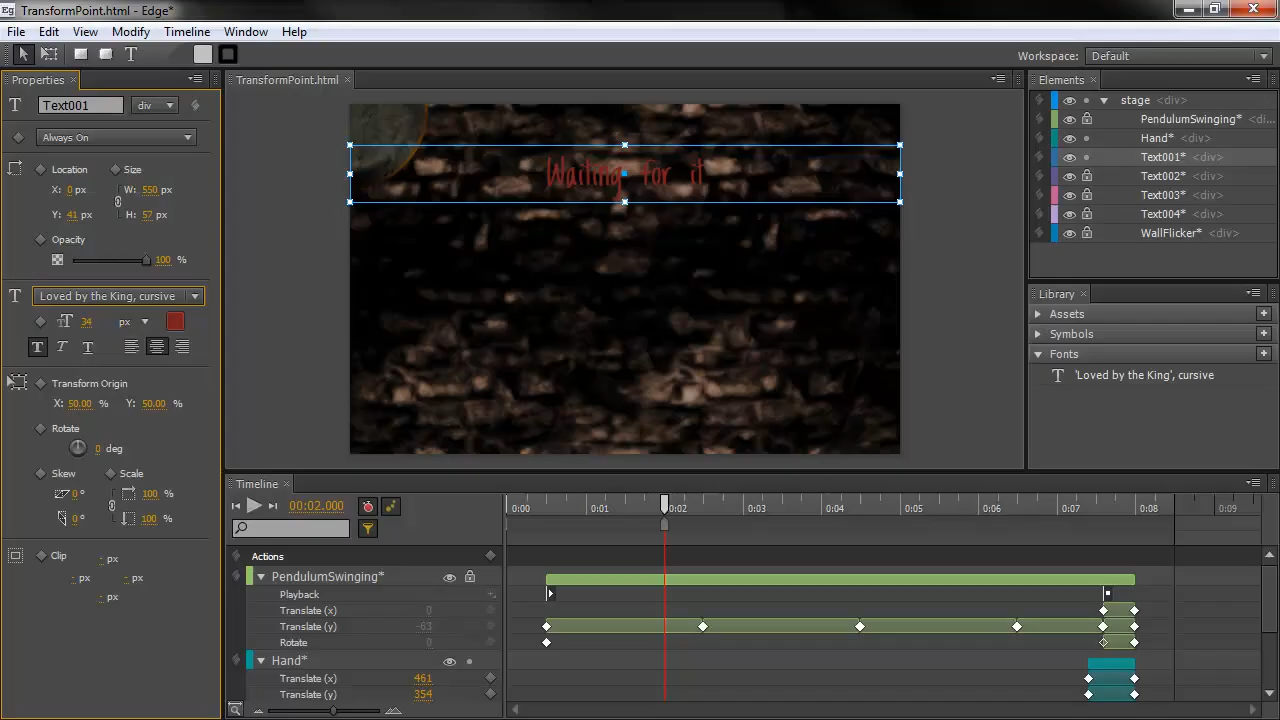 Eg TransformPoint.html* - Edge*
File Edit View Modify Timeline Window Help
T Workspace: Default
Properties
T Text001 div
Always On
Location Size
X: 0 px W: 550 px
Y: 41 px H: 57 px
Opacity
100 %
T Loved by the King, cursive
TT 34 px
T T T
Transform Origin
X: 50.00 % Y: 50.00 %
Rotate
0 deg
Skew Scale
0° 100 %
0° 100 %
Clip - px
- px - px
- px
TransformPoint.html
Waiting for it
Elements
stage <div>
PendulumSwinging* <di...
Hand* <div>
Text001* <div>
Text002* <div>
Text003* <div>
Text004* <div>
WallFlicker* <div>
Library
Assets
Symbols
Fonts
T 'Loved by the King', cursive
Timeline
00:02.000
0:00 0:01 0:02 0:03 0:04 0:05 0:06 0:07 0:08 0:09
Actions
PendulumSwinging*
Playback
Translate (x) 0
Translate (y) -63
Rotate 0
Hand*
Translate (x) 461
Translate (y) 354